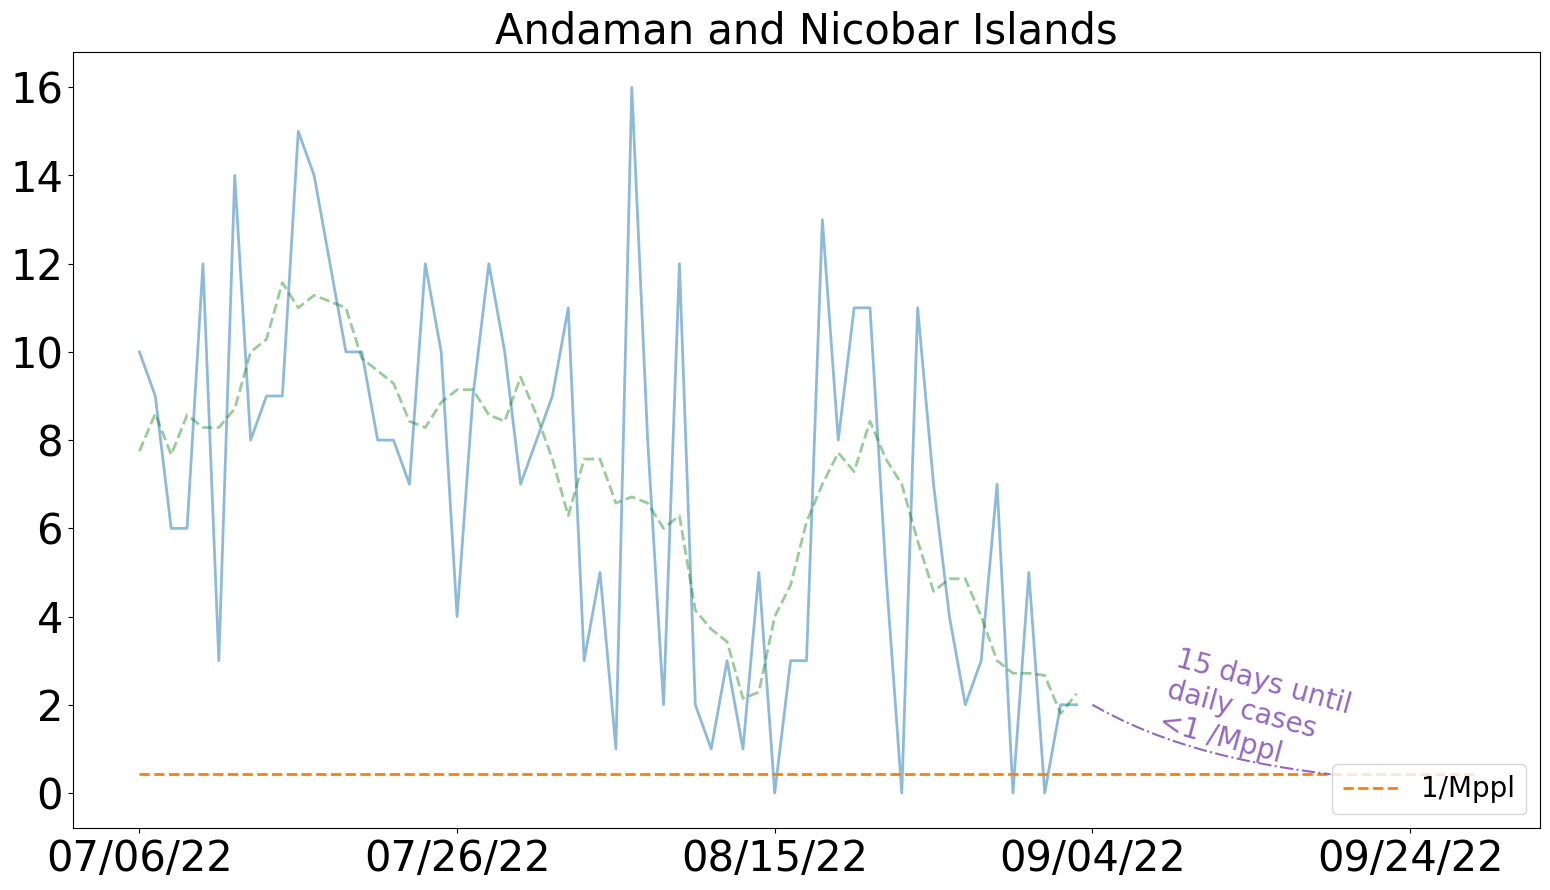 Andaman and Nicobar Islands
16
14
12
10
8
6
4
2
0
15 days until
daily cases
<1 /Mppl
1/Mppl
07/06/22 07/26/22 08/15/22 09/04/22 09/24/22